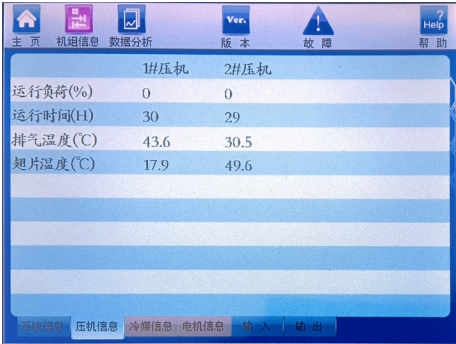 Ver. ? Help
主 页 机组信息 数据分析 版 本 故 障 帮 助
1#压机 2#压机
运行负荷(%) 0 0
运行时间(H) 30 29
排气温度(℃) 43.6 30.5
翅片温度(℃) 17.9 49.6
系统信息 压机信息 冷媒信息 电机信息 输 入 输 出